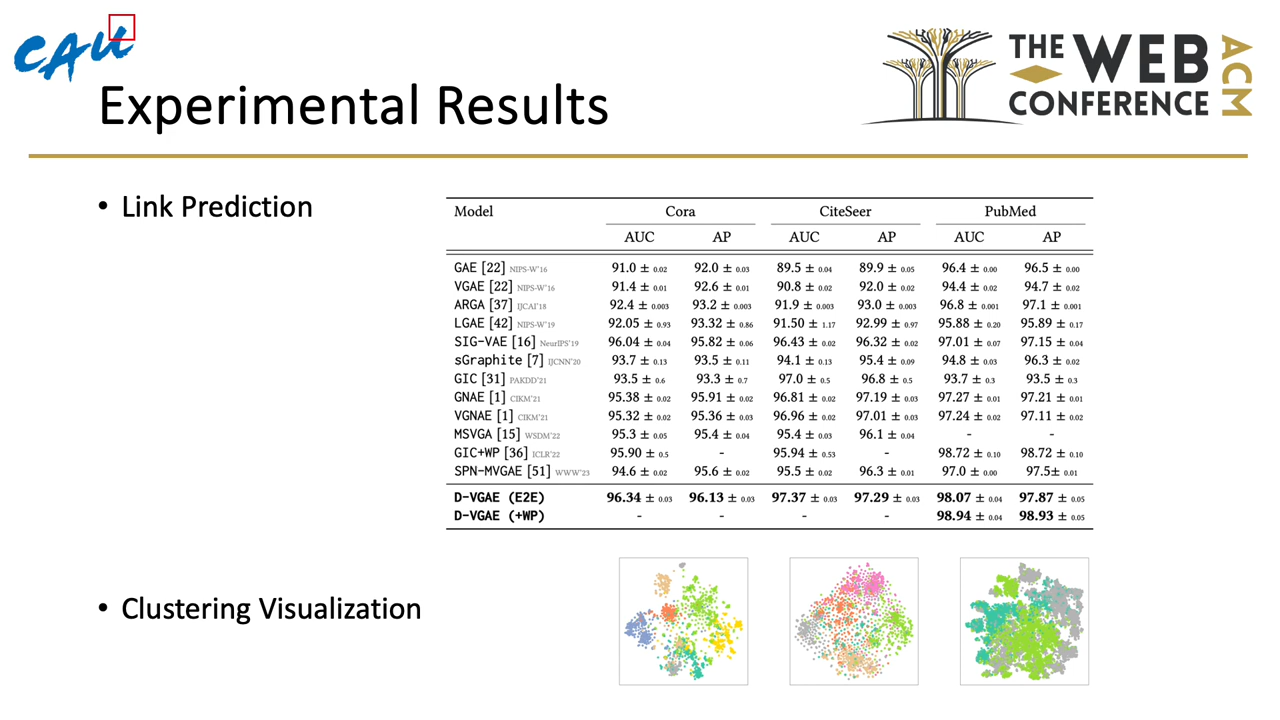 CAU
THE WEB CONFERENCE ACM
Experimental Results
• Link Prediction
Model Cora CiteSeer PubMed
AUC AP AUC AP AUC AP
GAE [22] NIPS-W'16 91.0 ± 0.02 92.0 ± 0.03 89.5 ± 0.04 89.9 ± 0.05 96.4 ± 0.00 96.5 ± 0.00
VGAE [22] NIPS-W'16 91.4 ± 0.01 92.6 ± 0.01 90.8 ± 0.02 92.0 ± 0.02 94.4 ± 0.02 94.7 ± 0.02
ARGA [37] IJCAI'18 92.4 ± 0.003 93.2 ± 0.003 91.9 ± 0.003 93.0 ± 0.003 96.8 ± 0.001 97.1 ± 0.001
LGAE [42] NIPS-W'19 92.05 ± 0.93 93.32 ± 0.86 91.50 ± 1.17 92.99 ± 0.97 95.88 ± 0.20 95.89 ± 0.17
SIG-VAE [16] NeurIPS'19 96.04 ± 0.04 95.82 ± 0.06 96.43 ± 0.02 96.32 ± 0.02 97.01 ± 0.07 97.15 ± 0.04
sGraphite [7] IJCNN'20 93.7 ± 0.13 93.5 ± 0.11 94.1 ± 0.13 95.4 ± 0.09 94.8 ± 0.03 96.3 ± 0.02
GIC [31] PAKDD'21 93.5 ± 0.6 93.3 ± 0.7 97.0 ± 0.5 96.8 ± 0.5 93.7 ± 0.3 93.5 ± 0.3
GNAE [1] CIKM'21 95.38 ± 0.02 95.91 ± 0.02 96.81 ± 0.02 97.19 ± 0.03 97.27 ± 0.01 97.21 ± 0.01
VGNAE [1] CIKM'21 95.32 ± 0.02 95.36 ± 0.03 96.96 ± 0.02 97.01 ± 0.03 97.24 ± 0.02 97.11 ± 0.02
MSVGA [15] WSDM'22 95.3 ± 0.05 95.4 ± 0.04 95.4 ± 0.03 96.1 ± 0.04 - -
GIC+WP [36] ICLR'22 95.90 ± 0.5 - 95.94 ± 0.53 - 98.72 ± 0.10 98.72 ± 0.10
SPN-MVGAE [51] WWW'23 94.6 ± 0.02 95.6 ± 0.02 95.5 ± 0.02 96.3 ± 0.01 97.0 ± 0.00 97.5± 0.01
D-VGAE (E2E) 96.34 ± 0.03 96.13 ± 0.03 97.37 ± 0.03 97.29 ± 0.03 98.07 ± 0.04 97.87 ± 0.05
D-VGAE (+WP) - - - - 98.94 ± 0.04 98.93 ± 0.05
• Clustering Visualization